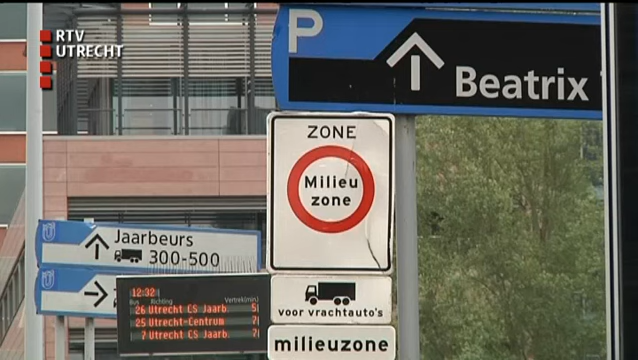 RTV
UTRECHT
P
Beatrix
ZONE
Milieu
zone
voor vrachtauto's
milieuzone
Jaarbeurs
300-500
12:32
Bus Richting Vertrek(min)
26 Utrecht CS Jaarb. 5
25 Utrecht-Centrum 7
7 Utrecht CS Jaarb.